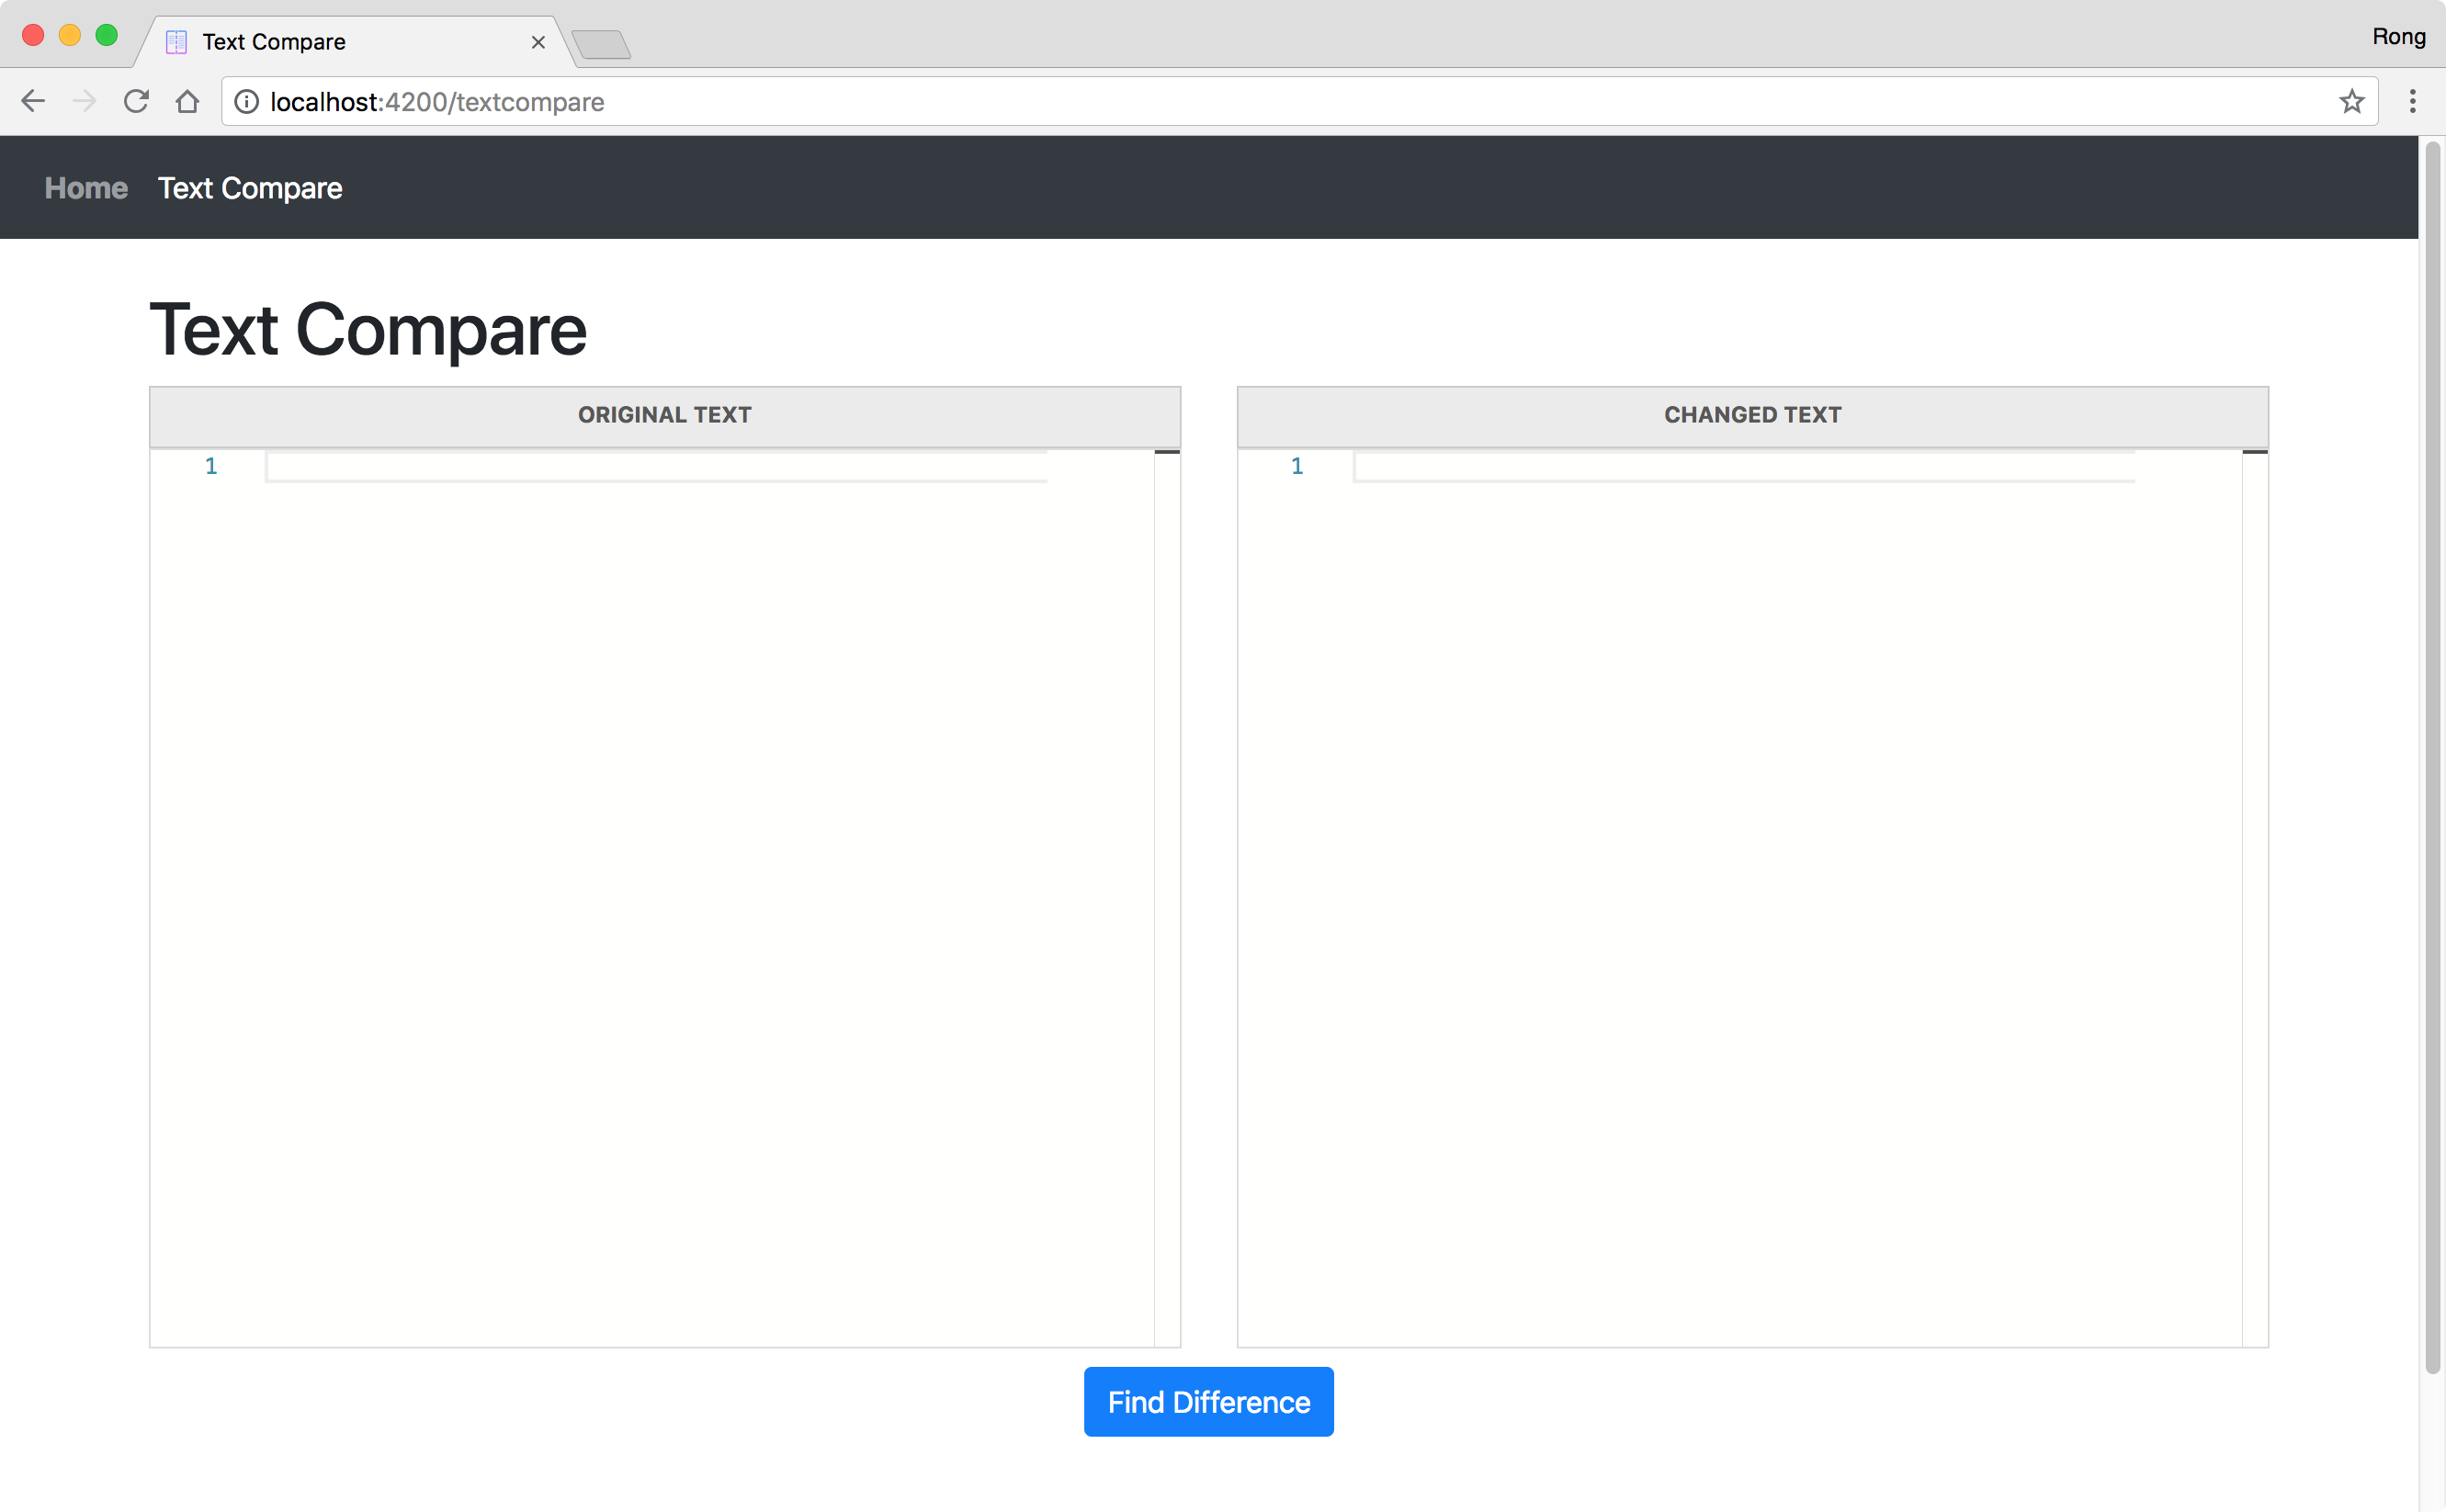 Text Compare
Rong
localhost:4200/textcompare
Home Text Compare
Text Compare
ORIGINAL TEXT CHANGED TEXT
1 1
Find Difference